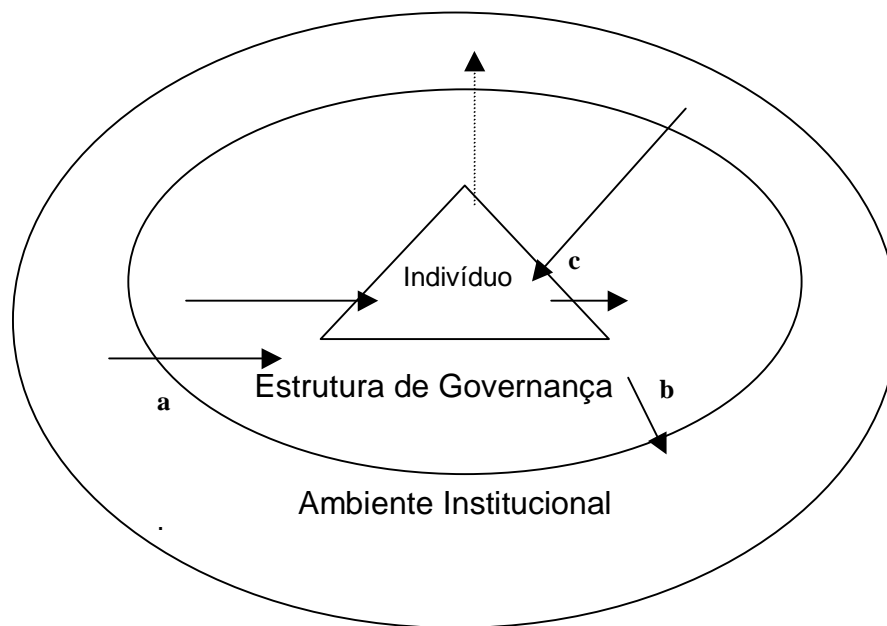 c
Indivíduo
Estrutura de Governança
b
a
Ambiente Institucional
.